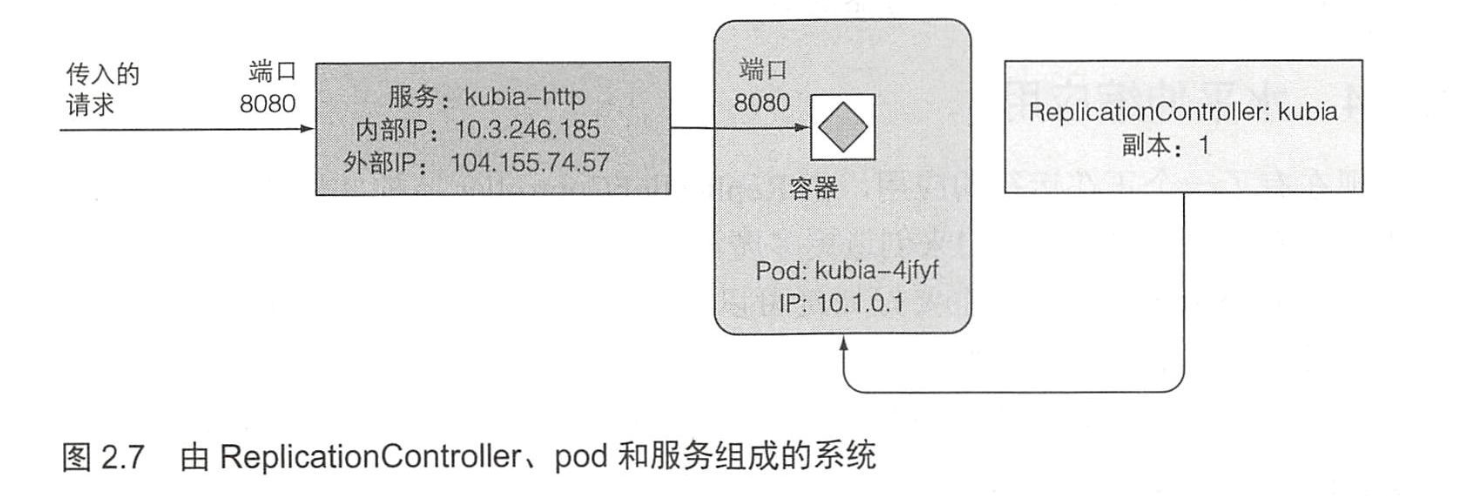 传入的
请求
端口
8080
服务：kubia-http
内部IP：10.3.246.185
外部IP： 104.155.74.57
端口
8080
容器
Pod: kubia-4jfyf
IP: 10.1.0.1
ReplicationController: kubia
副本：1
图 2.7 由 ReplicationController、pod 和服务组成的系统